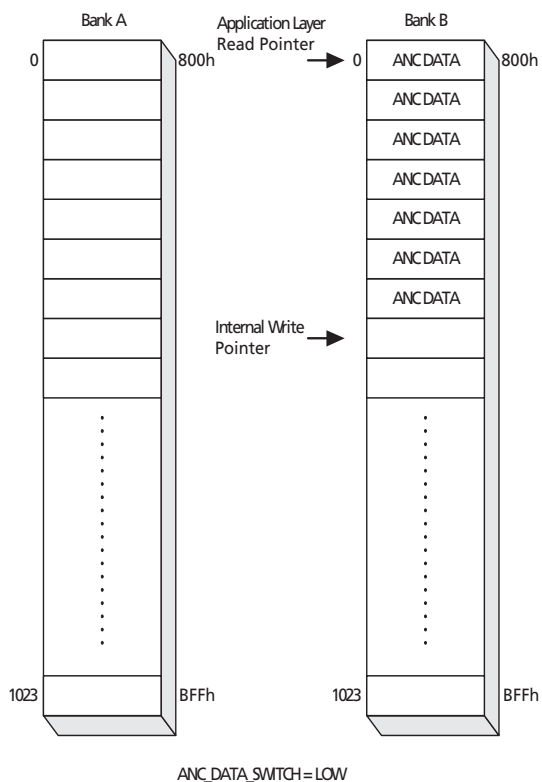 Bank A
Application Layer
Read Pointer
Bank B
0
800h
0
ANC DATA
800h
ANC DATA
ANC DATA
ANC DATA
ANC DATA
ANC DATA
ANC DATA
Internal Write
Pointer
1023
BFFh
1023
BFFh
ANC_DATA_SWITCH = LOW